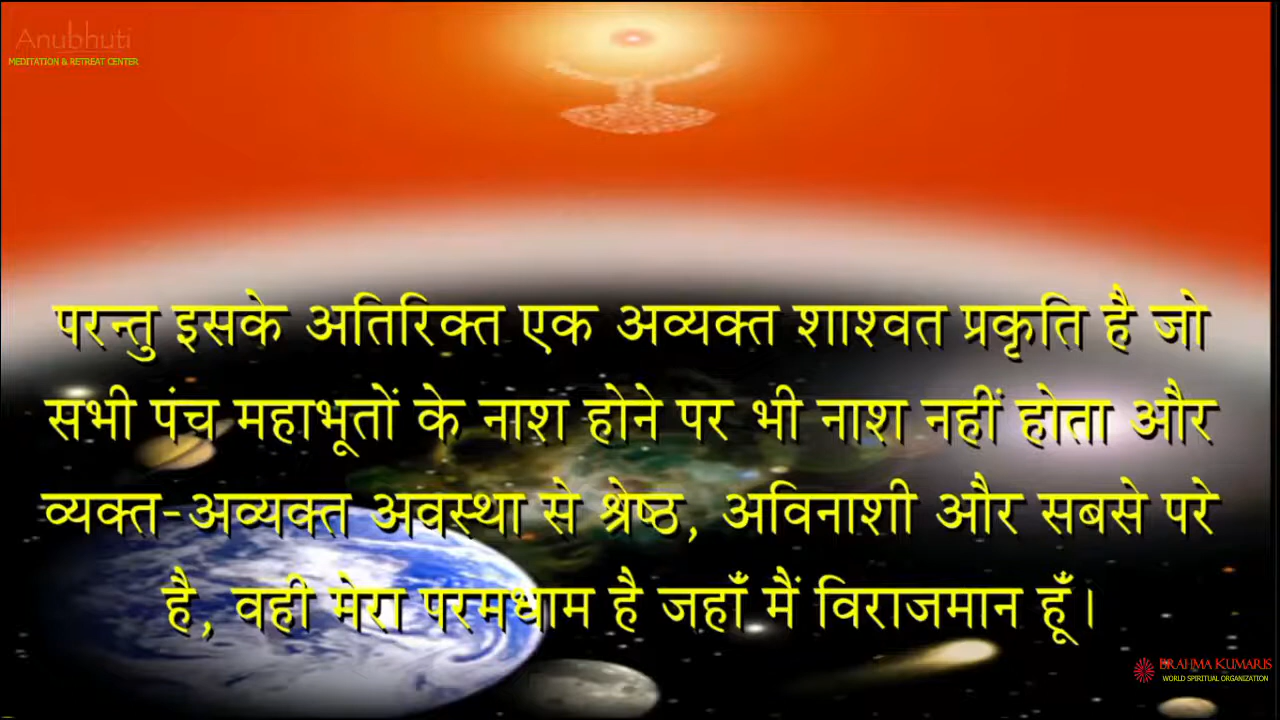 Anubhuti
MEDITATION & RETREAT CENTER
परन्तु इसके अतिरिक्त एक अव्यक्त शाश्वत प्रकृति है जो
सभी पंच महाभूतों के नाश होने पर भी नाश नहीं होता और
व्यक्त-अव्यक्त अवस्था से श्रेष्ठ, अविनाशी और सबसे परे
है, वही मेरा परमधाम है जहाँ मैं विराजमान हूँ।
BRAHMA KUMARIS
WORLD SPIRITUAL ORGANIZATION